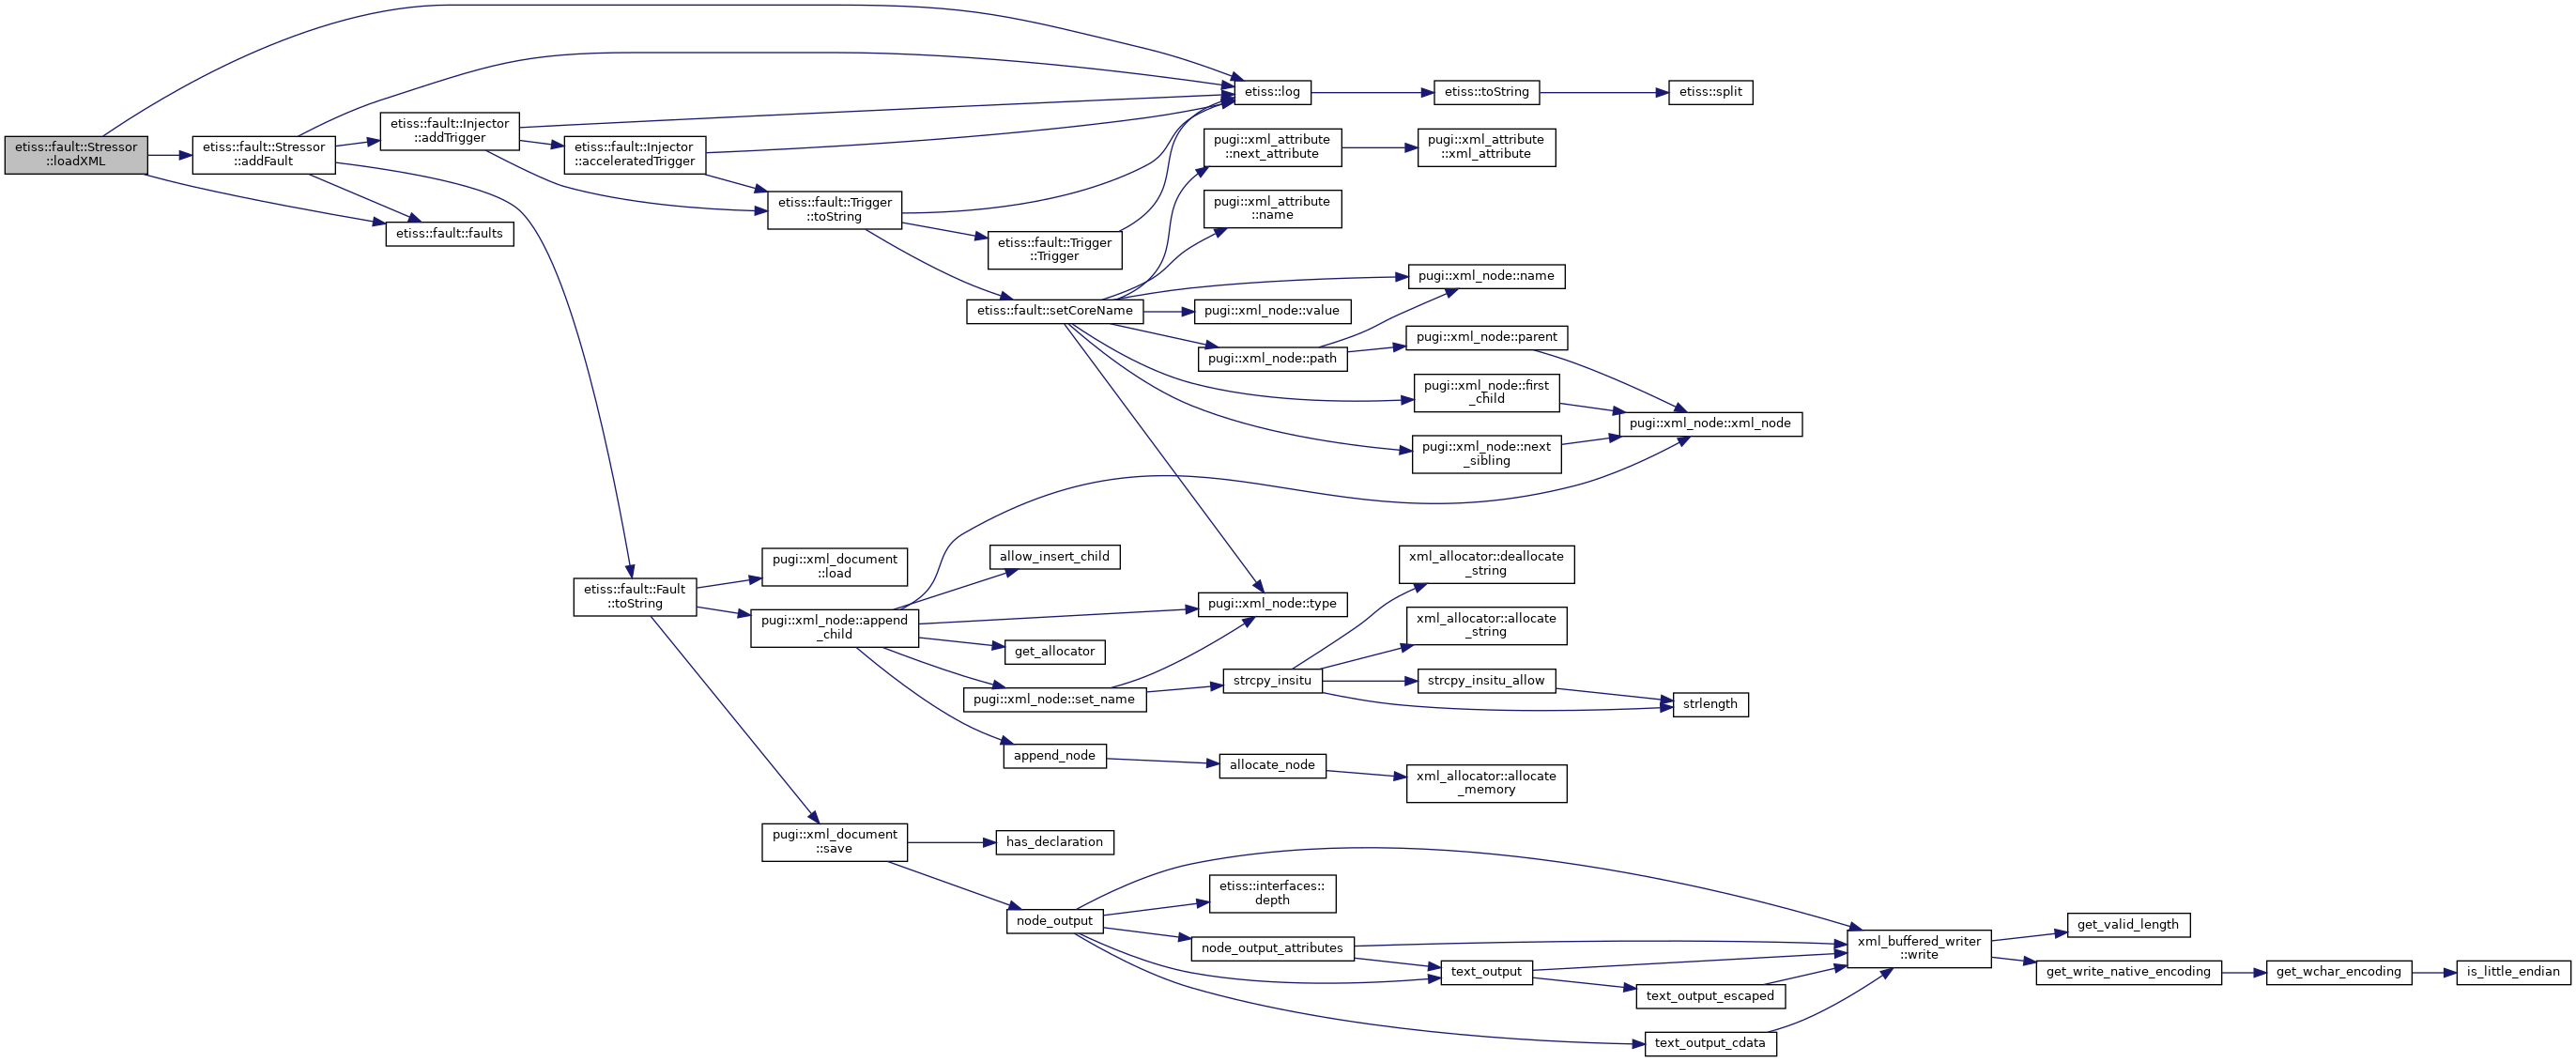 etiss::fault::Stressor
::loadXML
etiss::fault::Stressor
::addFault
etiss::fault::Injector
::addTrigger
etiss::fault::Injector
::acceleratedTrigger
etiss::fault::Trigger
::toString
etiss::fault::faults
etiss::fault::Trigger
::Trigger
etiss::fault::setCoreName
etiss::log
etiss::toString
etiss::split
pugi::xml_attribute
::next_attribute
pugi::xml_attribute
::xml_attribute
pugi::xml_attribute
::name
pugi::xml_node::name
pugi::xml_node::value
pugi::xml_node::path
pugi::xml_node::parent
pugi::xml_node::first
_child
pugi::xml_node::xml_node
pugi::xml_node::next
_sibling
etiss::fault::Fault
::toString
pugi::xml_document
::load
pugi::xml_node::append
_child
allow_insert_child
pugi::xml_node::type
get_allocator
pugi::xml_node::set_name
strcpy_insitu
xml_allocator::deallocate
_string
xml_allocator::allocate
_string
strcpy_insitu_allow
strlength
append_node
allocate_node
xml_allocator::allocate
_memory
pugi::xml_document
::save
has_declaration
node_output
etiss::interfaces::
depth
node_output_attributes
text_output
text_output_escaped
text_output_cdata
xml_buffered_writer
::write
get_valid_length
get_write_native_encoding
get_wchar_encoding
is_little_endian